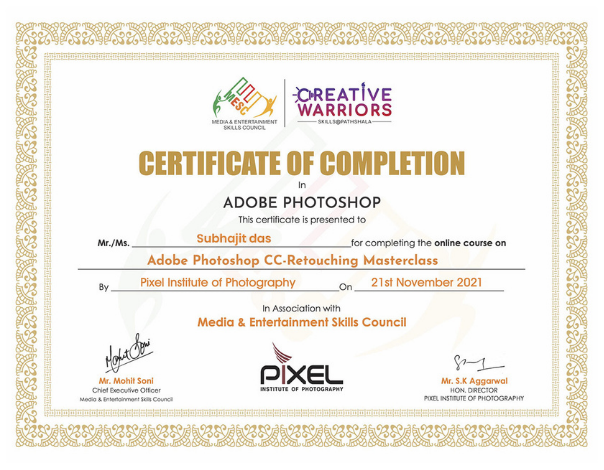 MESC
MEDIA & ENTERTAINMENT
SKILLS COUNCIL
CREATIVE
WARRIORS
SKILLS@PATHSHALA
CERTIFICATE OF COMPLETION
In
ADOBE PHOTOSHOP
This certificate is presented to
Mr./Ms. Subhajit das for completing the online course on
Adobe Photoshop CC-Retouching Masterclass
By Pixel Institute of Photography On 21st November 2021
In Association with
Media & Entertainment Skills Council
Mohit Soni
Mr. Mohit Soni
Chief Executive Officer
Media & Entertainment Skills Council
PIXEL
INSTITUTE OF PHOTOGRAPHY
Mr. S.K Aggarwal
HON. DIRECTOR
PIXEL INSTITUTE OF PHOTOGRAPHY